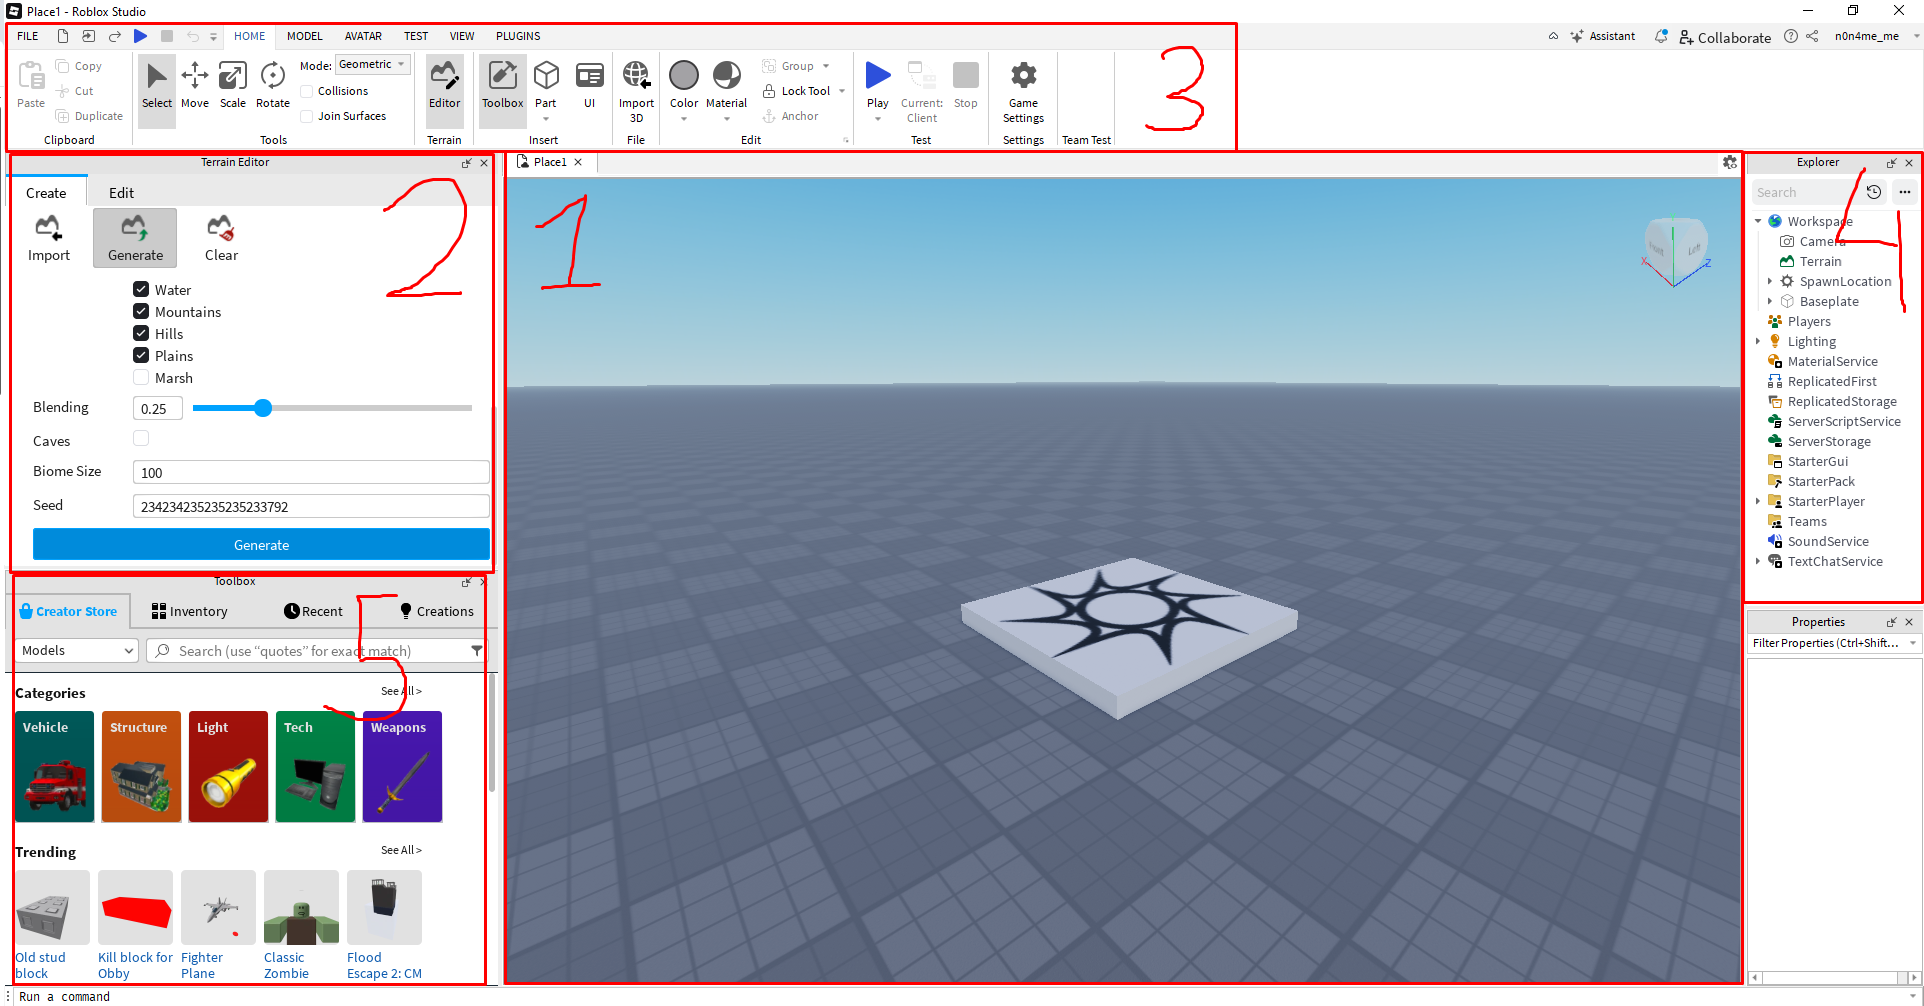 Place1 - Roblox Studio
FILE HOME MODEL AVATAR TEST VIEW PLUGINS Assistant Collaborate n0n4me_me
Paste Copy Cut Duplicate
Clipboard
Select Move Scale Rotate Mode: Geometric Collisions Join Surfaces
Tools
Editor
Terrain
Toolbox Part UI
Insert
Import 3D
File
Color Material Group Lock Tool Anchor
Edit
Play Current: Client Stop
Test
Game Settings
Settings
Team Test
3
Terrain Editor
2
Create Edit
Import Generate Clear
Water
Mountains
Hills
Plains
Marsh
Blending 0.25
Caves
Biome Size 100
Seed 234234235235235233792
Generate
Toolbox
5
Creator Store Inventory Recent Creations
Models Search (use “quotes” for exact match)
Categories See All >
Vehicle Structure Light Tech Weapons
Trending See All >
Old stud block
Kill block for Obby
Fighter Plane
Classic Zombie
Flood Escape 2: CM
Place1
1
Front Left
X Z
Explorer
4
Search
Workspace
Camera
Terrain
SpawnLocation
Baseplate
Players
Lighting
MaterialService
ReplicatedFirst
ReplicatedStorage
ServerScriptService
ServerStorage
StarterGui
StarterPack
StarterPlayer
Teams
SoundService
TextChatService
Properties
Filter Properties (Ctrl+Shift...
Run a command